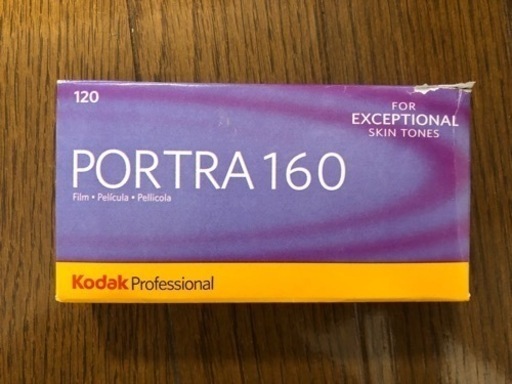 120
FOR
EXCEPTIONAL
SKIN TONES
PORTRA 160
Film • Película • Pellicola
Kodak Professional